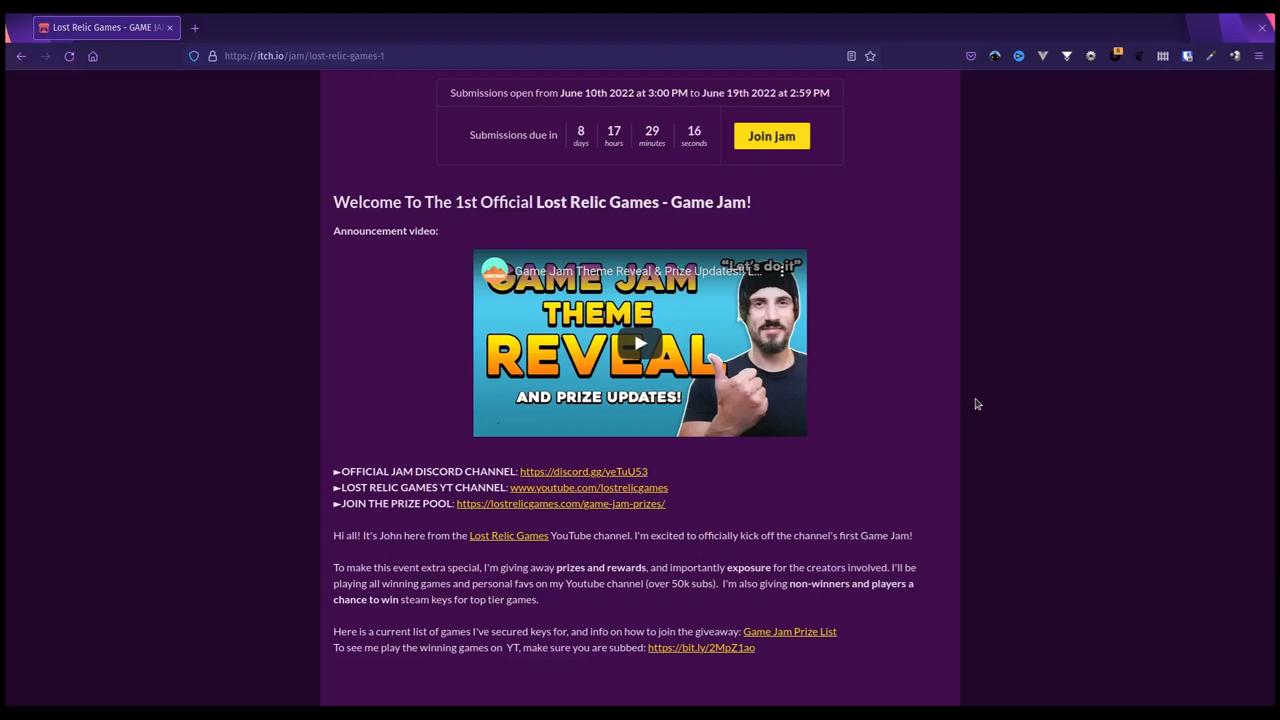 Lost Relic Games - GAME JA
https://itch.io/jam/lost-relic-games-1
6
Submissions open from June 10th 2022 at 3:00 PM to June 19th 2022 at 2:59 PM
Submissions due in 8 days 17 hours 29 minutes 16 seconds
Join jam
Welcome To The 1st Official Lost Relic Games - Game Jam!
Announcement video:
"Let's do it"
Game Jam Theme Reveal & Prize Updates!! L...
GAME JAM
THEME
REVEAL
AND PRIZE UPDATES!
►OFFICIAL JAM DISCORD CHANNEL: https://discord.gg/yeTuU53
►LOST RELIC GAMES YT CHANNEL: www.youtube.com/lostrelicgames
►JOIN THE PRIZE POOL: https://lostrelicgames.com/game-jam-prizes/
Hi all! It's John here from the Lost Relic Games YouTube channel. I'm excited to officially kick off the channel's first Game Jam!
To make this event extra special, I'm giving away prizes and rewards, and importantly exposure for the creators involved. I'll be
playing all winning games and personal favs on my Youtube channel (over 50k subs). I'm also giving non-winners and players a
chance to win steam keys for top tier games.
Here is a current list of games I've secured keys for, and info on how to join the giveaway: Game Jam Prize List
To see me play the winning games on YT, make sure you are subbed: https://bit.ly/2MpZ1ao